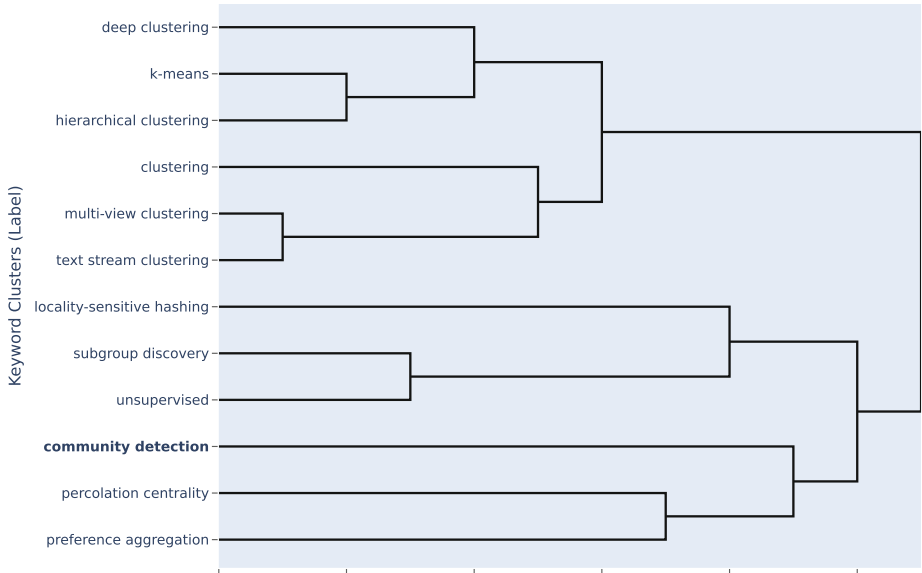 deep clustering
k-means
hierarchical clustering
clustering
multi-view clustering
text stream clustering
locality-sensitive hashing
subgroup discovery
unsupervised
community detection
percolation centrality
preference aggregation
Keyword Clusters (Label)